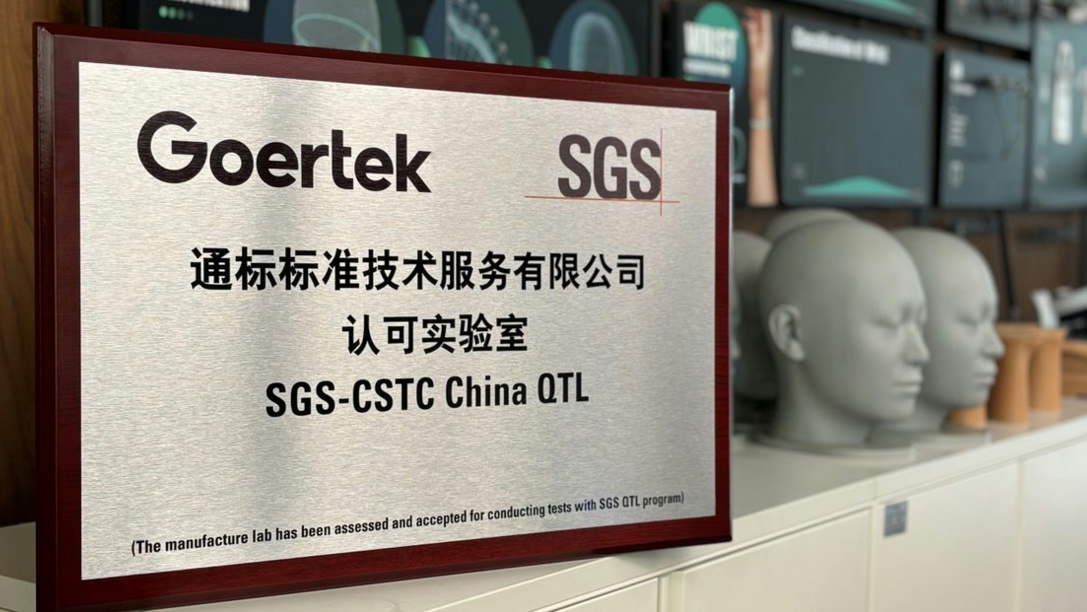 Goertek SGS
通标标准技术服务有限公司
认可实验室
SGS-CSTC China QTL
(The manufacture lab has been assessed and accepted for conducting tests with SGS QTL program)
WRIST